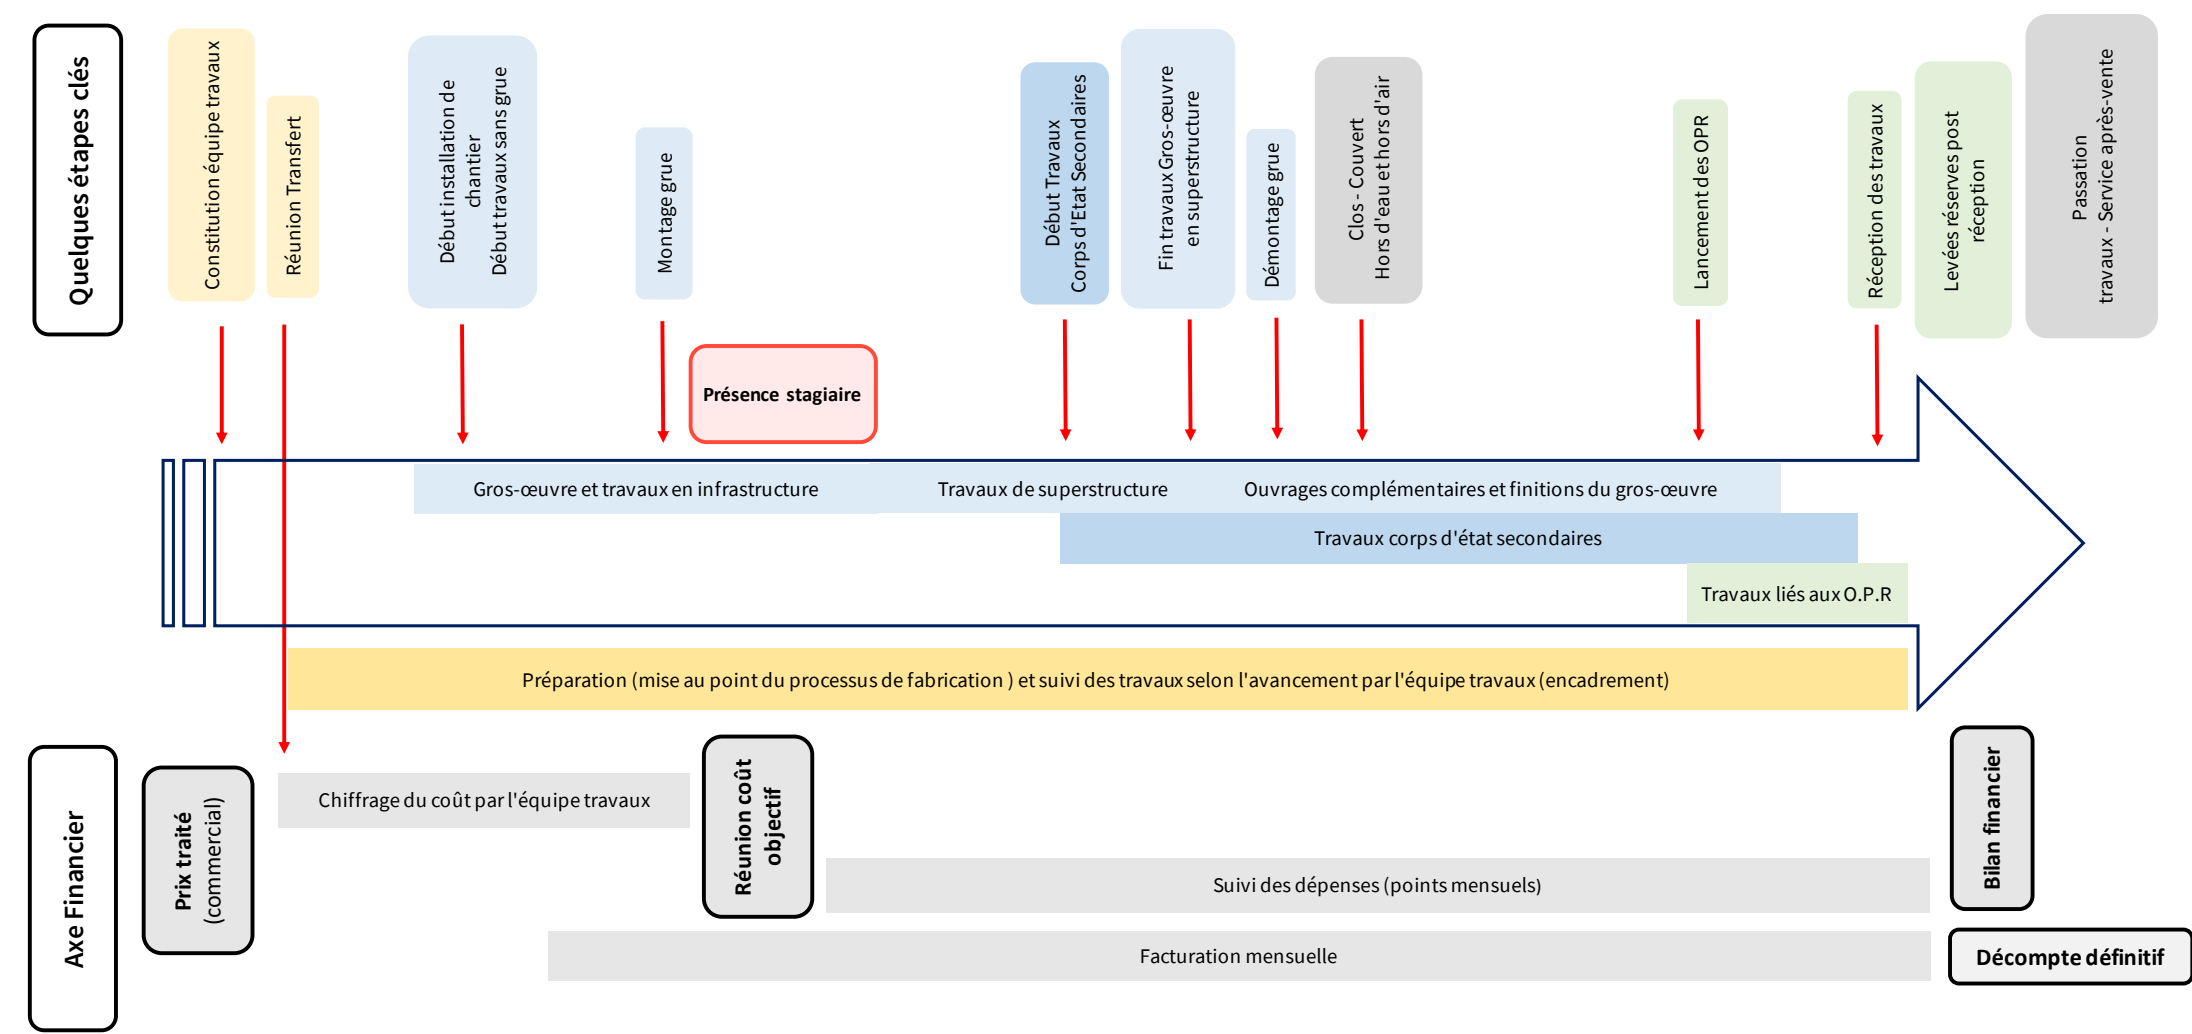 Quelques étapes clés
Constitution équipe travaux
Réunion Transfert
Début installation de
chantier
Début travaux sans grue
Montage grue
Début Travaux
Corps d'Etat Secondaires
Fin travaux Gros-œuvre
en superstructure
Démontage grue
Clos - Couvert
Hors d'eau et hors d'air
Lancement des OPR
Réception des travaux
Levées réserves post
réception
Passation
travaux - Service après-vente
Présence stagiaire
Gros-œuvre et travaux en infrastructure
Travaux de superstructure
Ouvrages complémentaires et finitions du gros-œuvre
Travaux corps d'état secondaires
Travaux liés aux O.P.R
Préparation (mise au point du processus de fabrication ) et suivi des travaux selon l'avancement par l'équipe travaux (encadrement)
Axe Financier
Prix traité
(commercial)
Chiffrage du coût par l'équipe travaux
Réunion coût
objectif
Suivi des dépenses (points mensuels)
Facturation mensuelle
Bilan financier
Décompte définitif